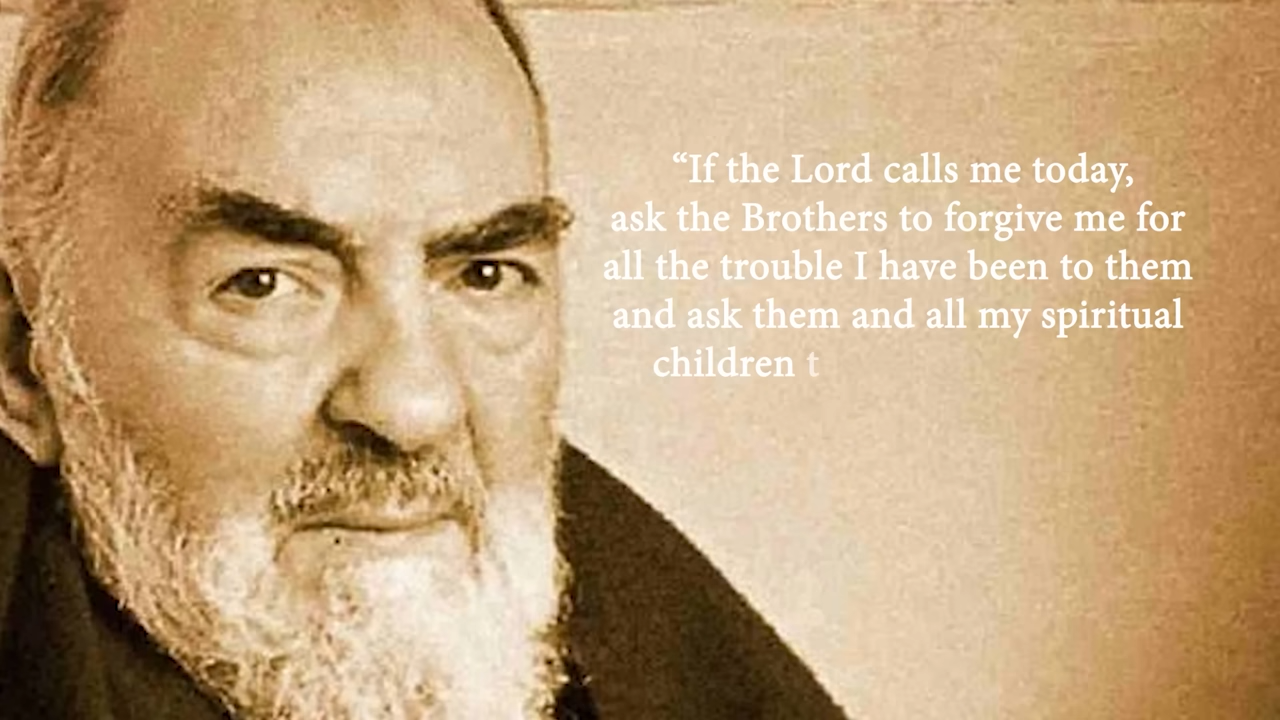 “If the Lord calls me today,
ask the Brothers to forgive me for
all the trouble I have been to them
and ask them and all my spiritual
children t